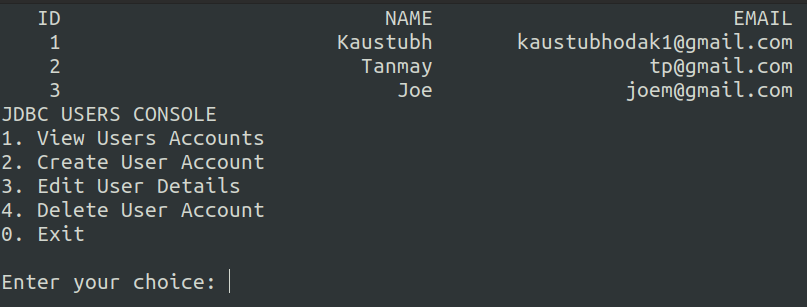 ID NAME EMAIL
1 Kaustubh kaustubhodak1@gmail.com
2 Tanmay tp@gmail.com
3 Joe joem@gmail.com
JDBC USERS CONSOLE
1. View Users Accounts
2. Create User Account
3. Edit User Details
4. Delete User Account
0. Exit
Enter your choice: